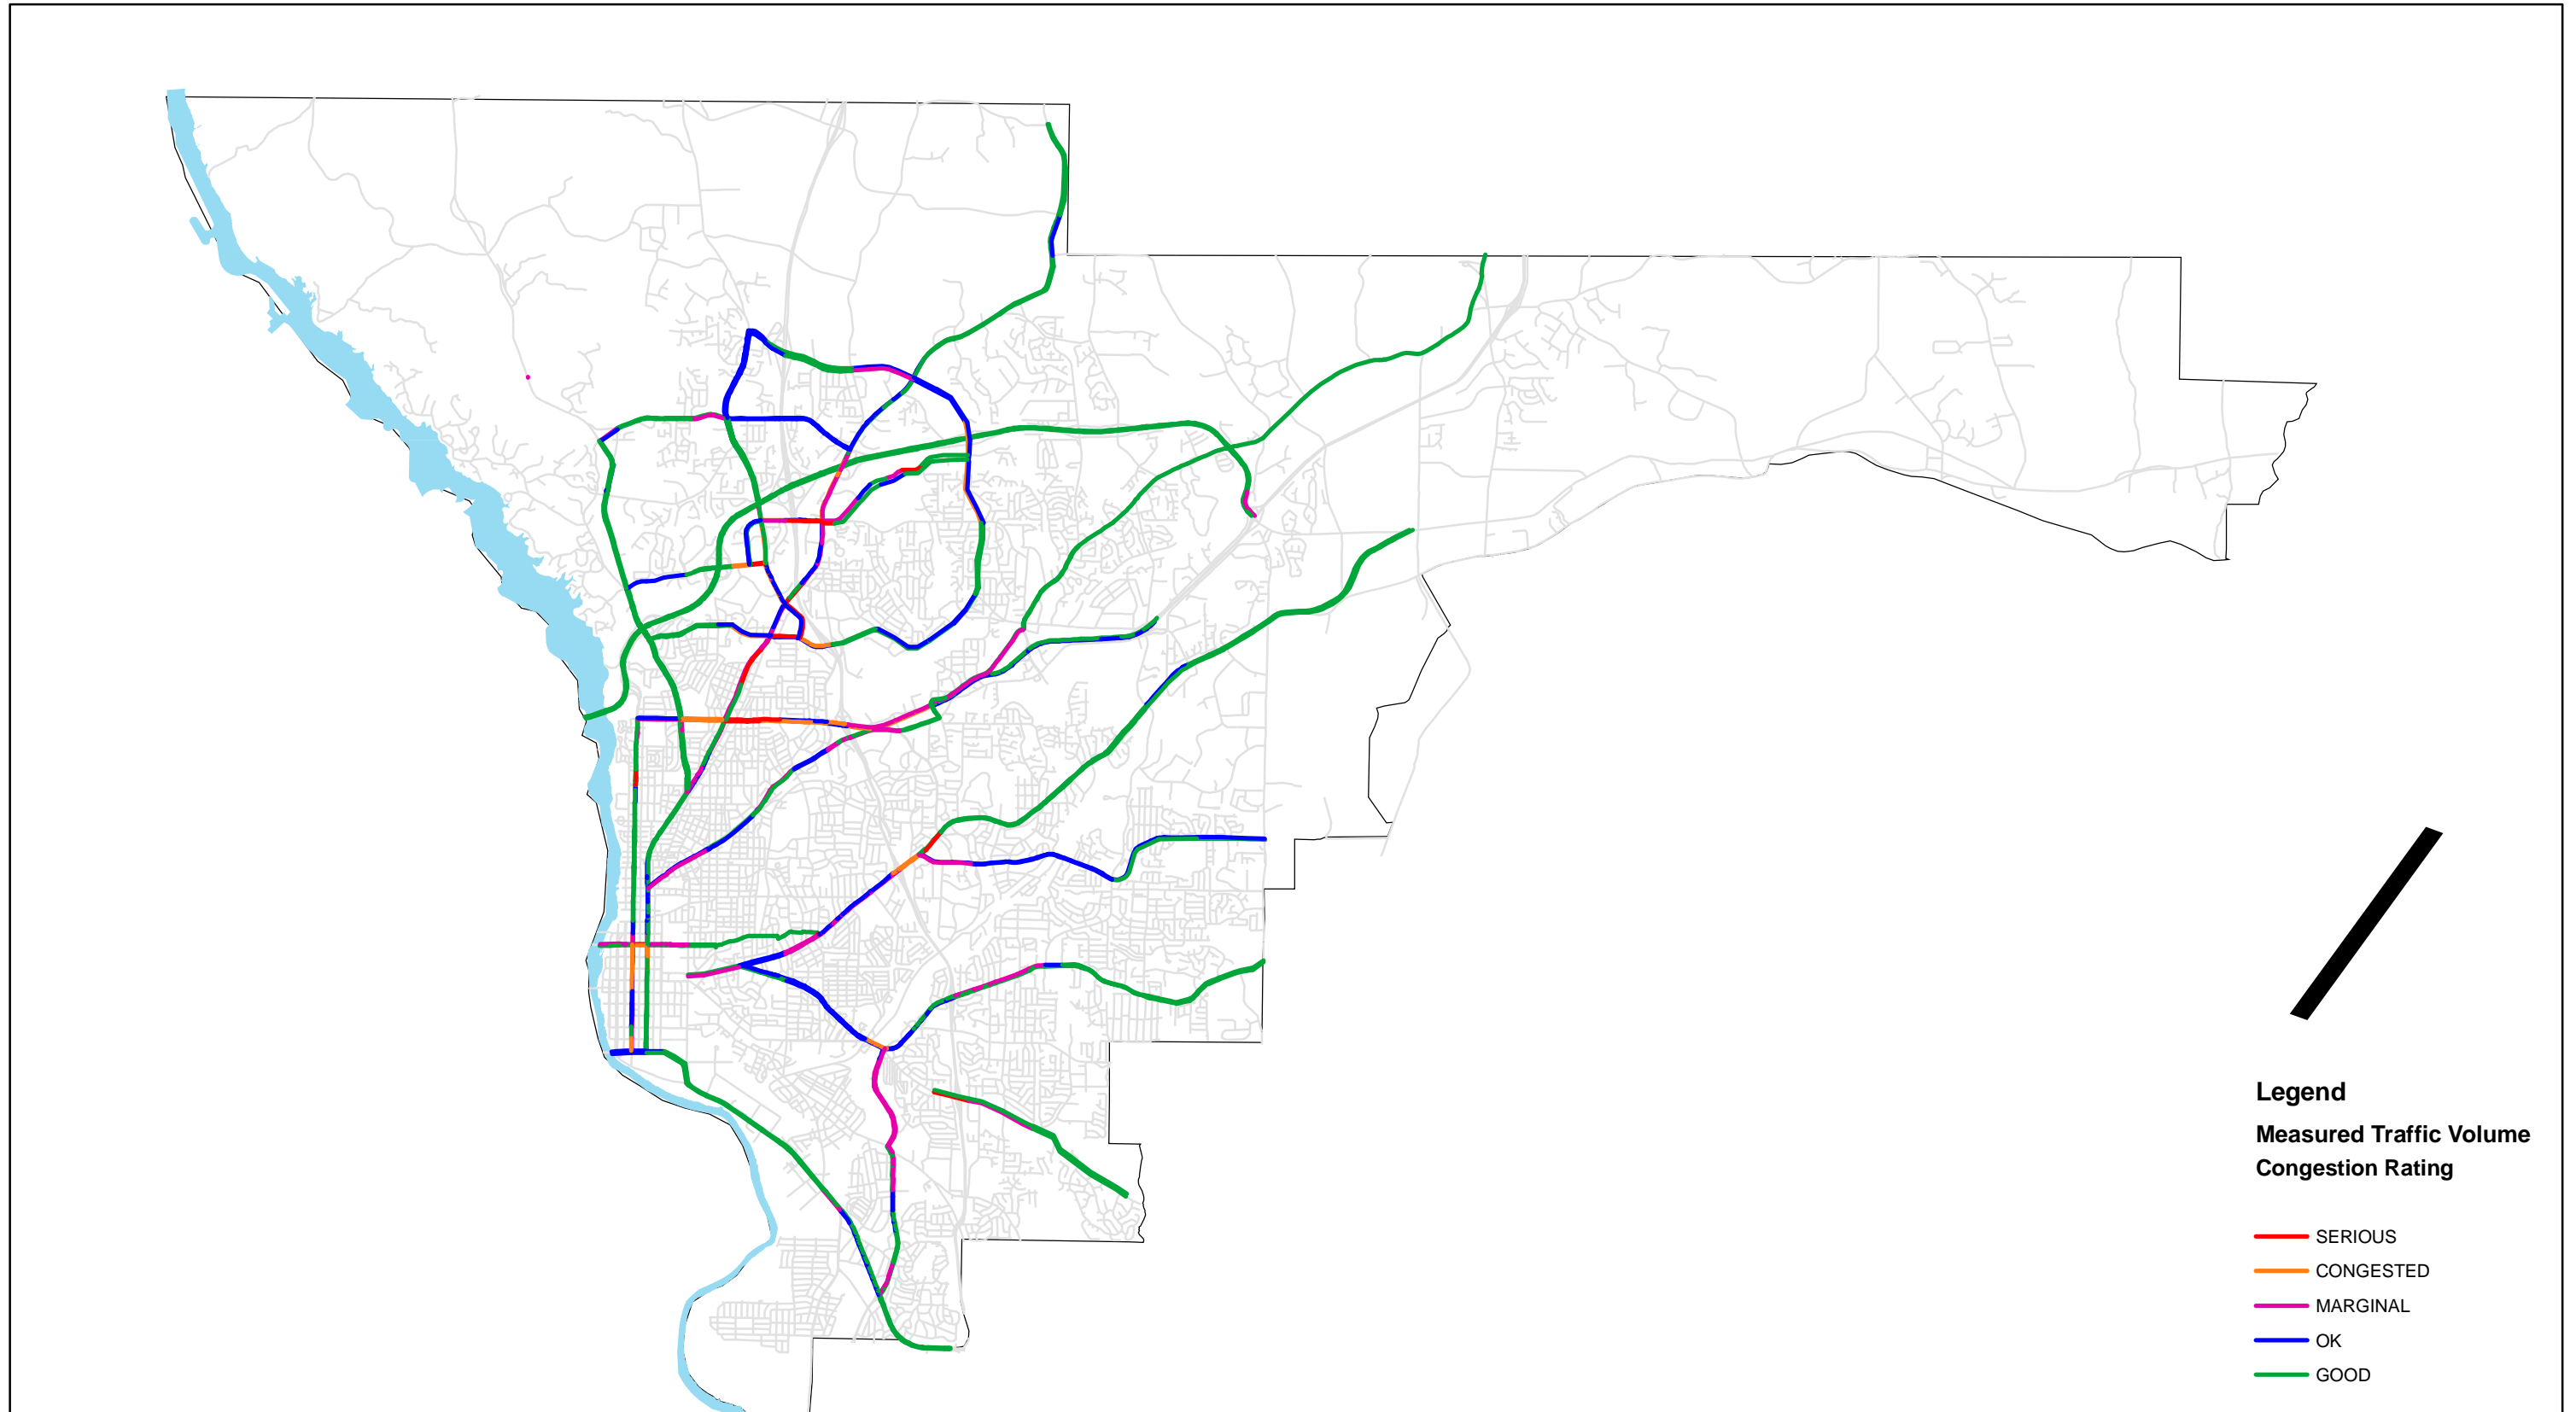 Legend
Measured Traffic Volume
Congestion Rating
SERIOUS
CONGESTED
MARGINAL
OK
GOOD